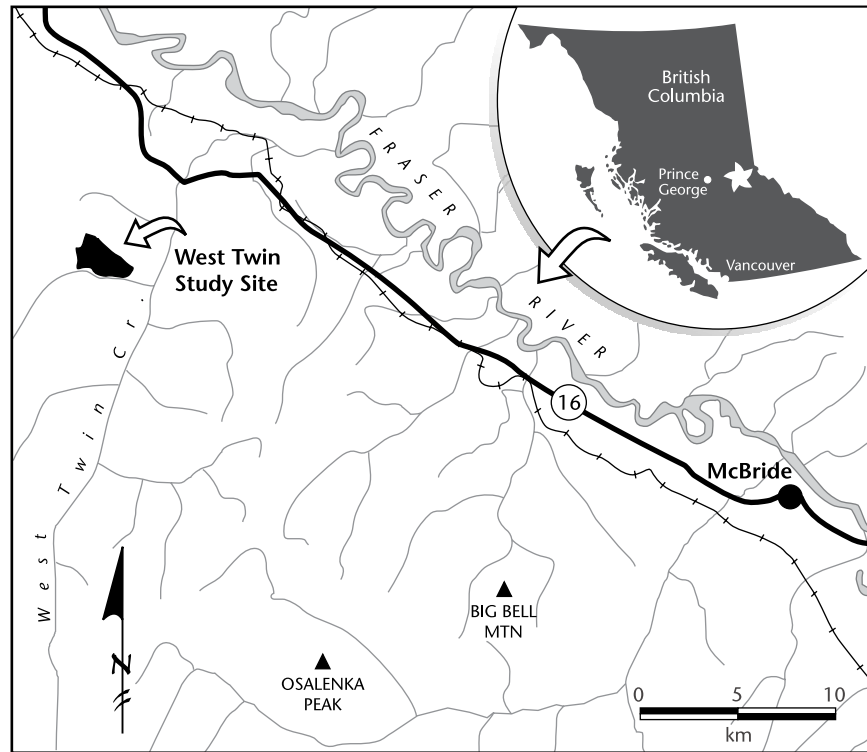 British
Columbia
Prince
George
Vancouver
FRASER
RIVER
West Twin
Study Site
West Twin Cr.
16
McBride
BIG BELL
MTN
OSALENKA
PEAK
N
0 5 10
km